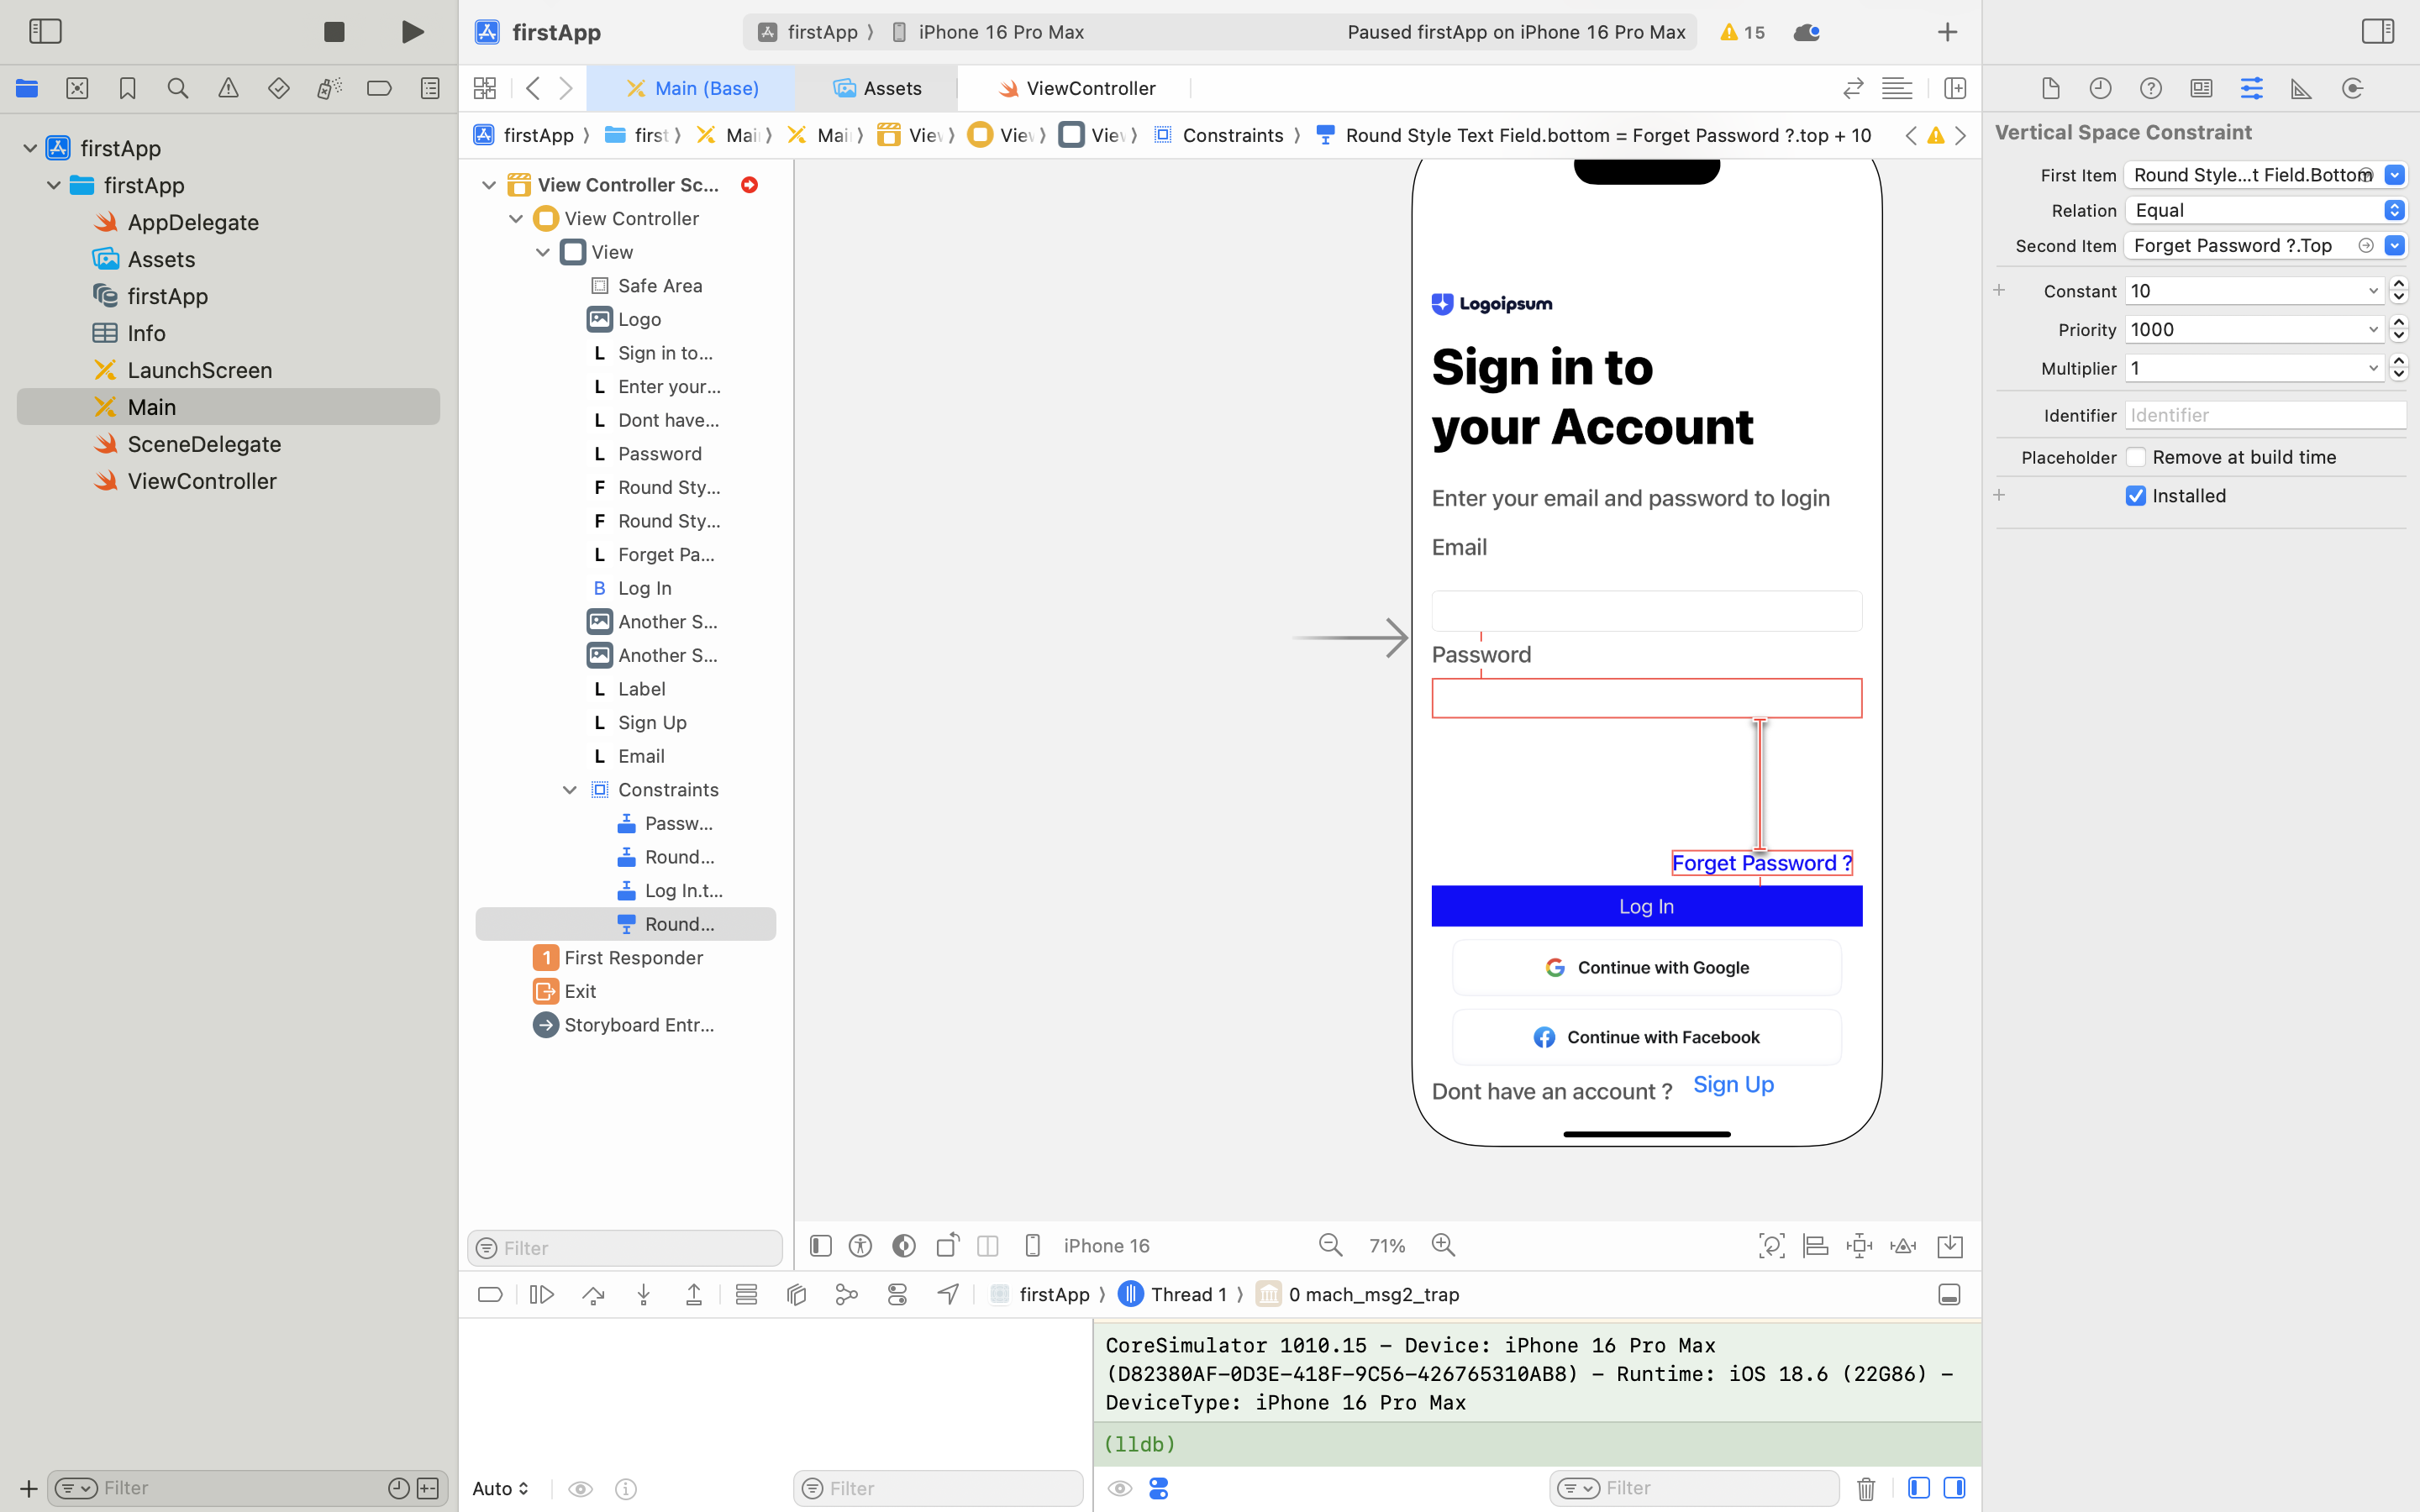 firstApp
firstApp
iPhone 16 Pro Max
Paused firstApp on iPhone 16 Pro Max
15
Main (Base)
Assets
ViewController
firstApp
Constraints
Round Style Text Field.bottom = Forget Password ?.top + 10
firstApp
firstApp
AppDelegate
Assets
firstApp
Info
LaunchScreen
Main
SceneDelegate
ViewController
Filter
View Controller Sc...
View Controller
View
Safe Area
Logo
L Sign in to...
L Enter your...
L Dont have...
L Password
F Round Sty...
F Round Sty...
L Forget Pa...
B Log In
Another S...
Another S...
L Label
L Sign Up
L Email
Constraints
Passw...
Round...
Log In.t...
Round...
1 First Responder
Exit
Storyboard Entr...
Filter
Logoipsum
Sign in to
your Account
Enter your email and password to login
Email
Password
Forget Password ?
Log In
Continue with Google
Continue with Facebook
Dont have an account ?
Sign Up
iPhone 16
71%
firstApp
Thread 1
0 mach_msg2_trap
CoreSimulator 1010.15 – Device: iPhone 16 Pro Max
(D82380AF-0D3E-418F-9C56-426765310AB8) – Runtime: iOS 18.6 (22G86) –
DeviceType: iPhone 16 Pro Max
(lldb)
Auto
Filter
Filter
Vertical Space Constraint
First Item Round Style...t Field.Bottom
Relation Equal
Second Item Forget Password ?.Top
Constant 10
Priority 1000
Multiplier 1
Identifier Identifier
Placeholder Remove at build time
Installed